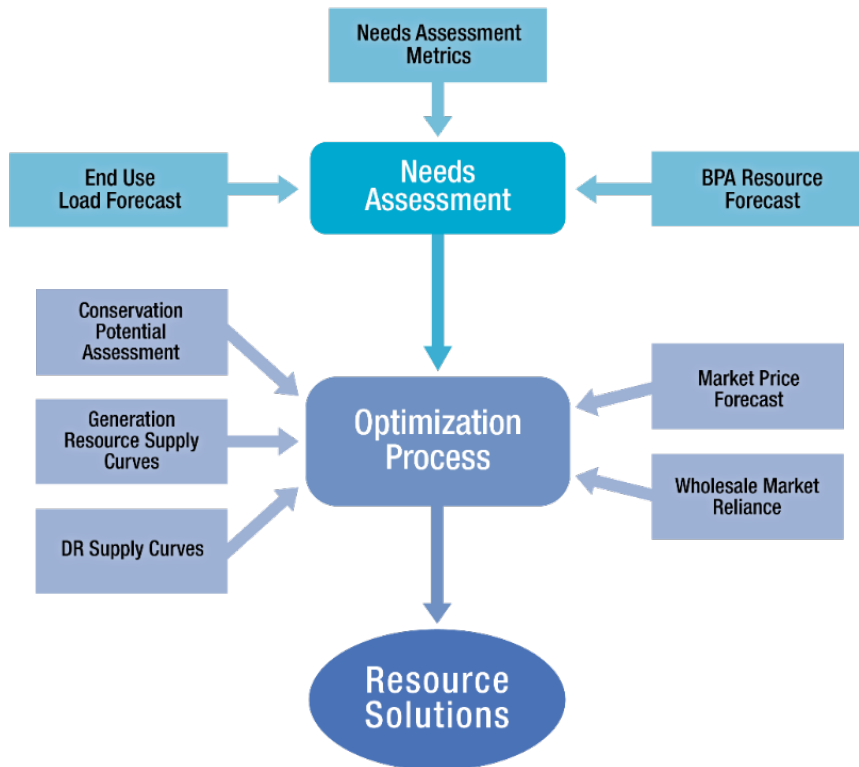 Needs Assessment
Metrics
End Use
Load Forecast
Needs
Assessment
BPA Resource
Forecast
Conservation
Potential
Assessment
Generation
Resource Supply
Curves
DR Supply Curves
Optimization
Process
Market Price
Forecast
Wholesale Market
Reliance
Resource
Solutions